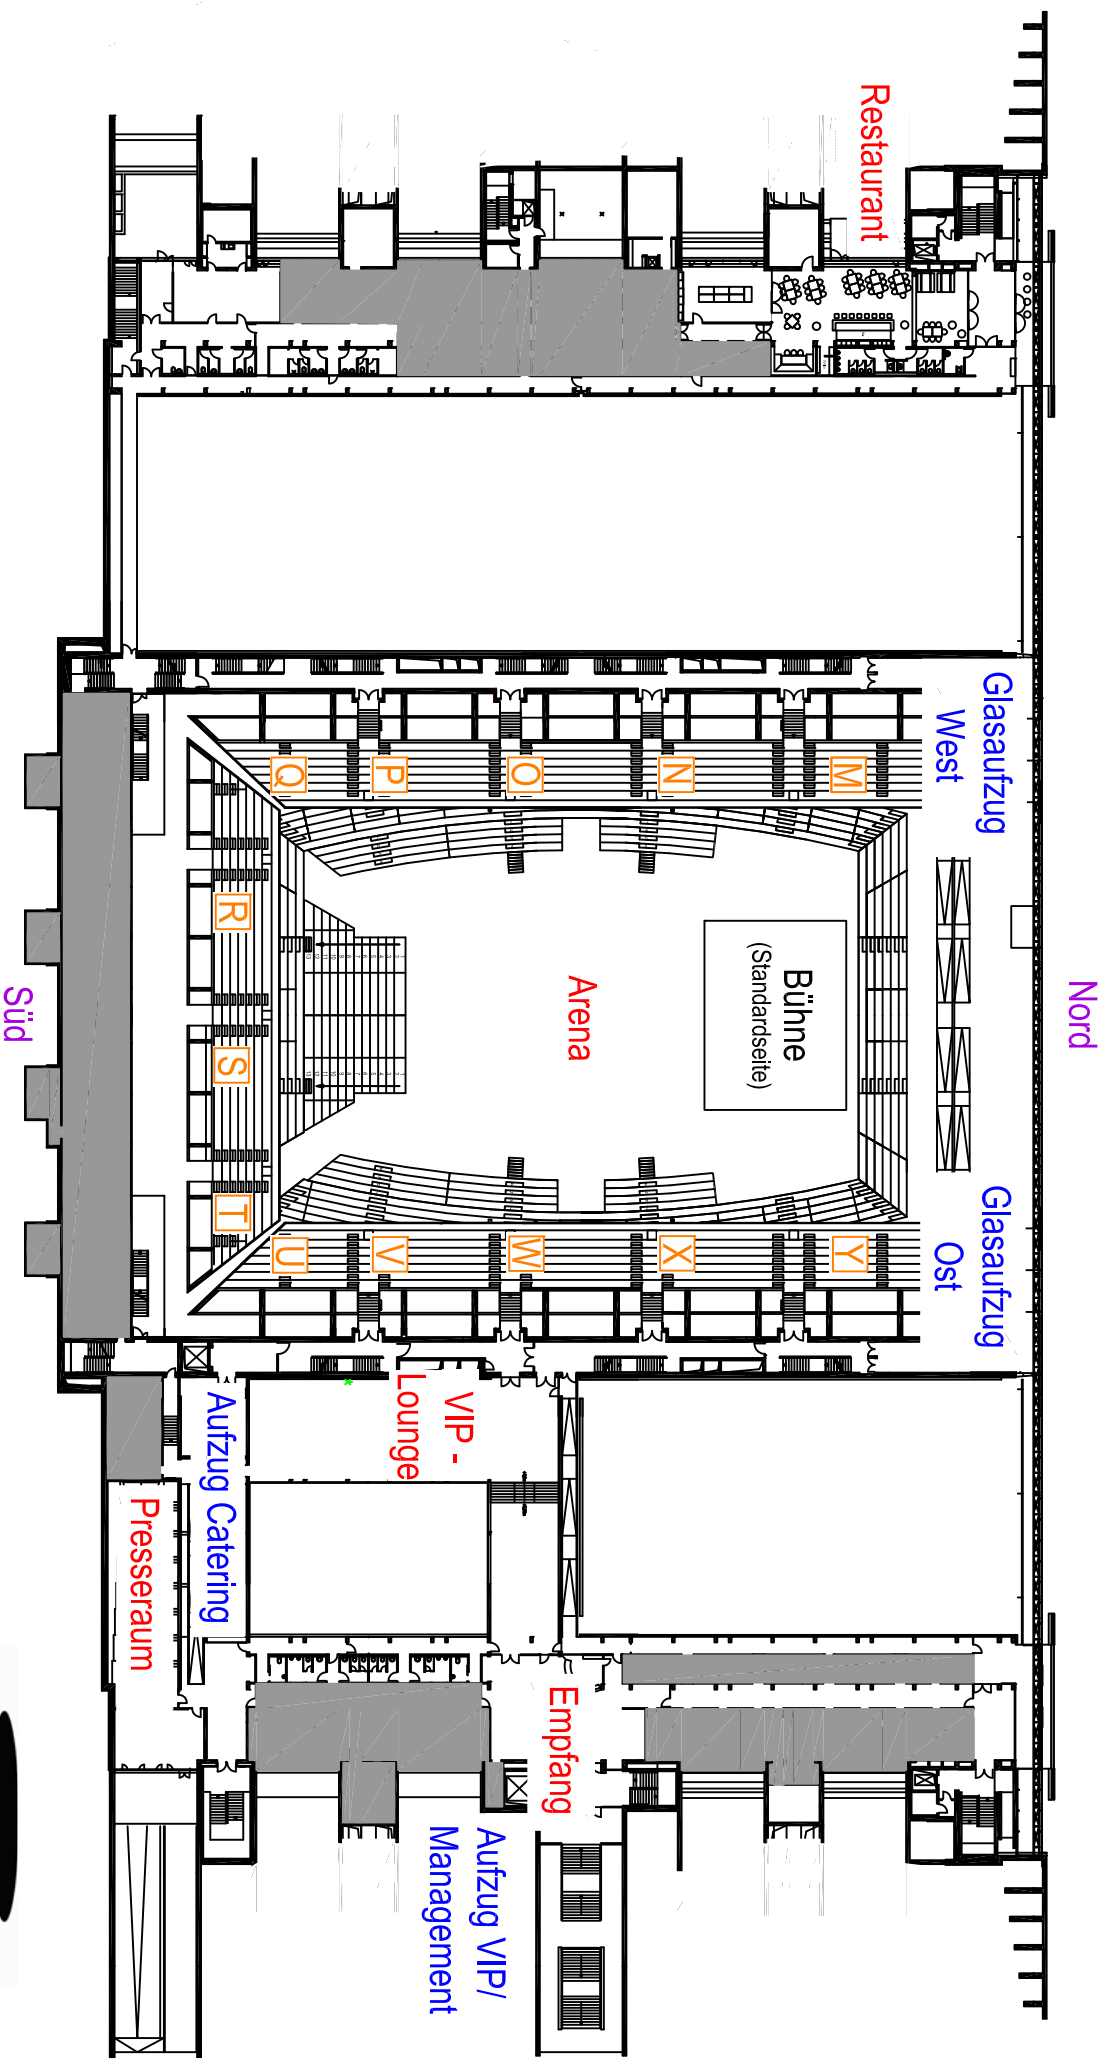 Nord
Restaurant
Glasaufzug
West
Glasaufzug
Ost
M
N
O
P
Q
Bühne
(Standardseite)
Arena
Y
X
W
V
U
R
S
T
Süd
VIP -
Lounge
Aufzug Catering
Presseraum
Empfang
Aufzug VIP/
Management